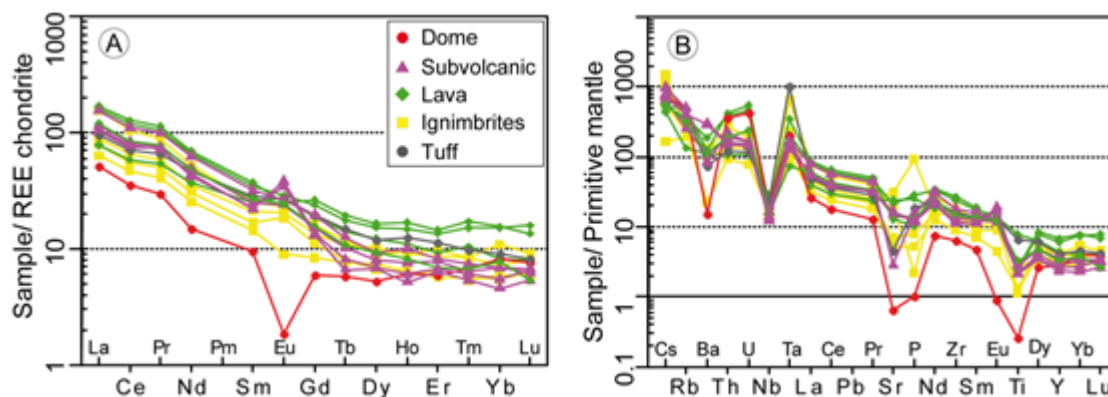 A
B
Dome
Subvolcanic
Lava
Ignimbrites
Tuff
Sample/ REE chondrite
1000
100
10
1
La Pr Pm Eu Tb Ho Tm Lu
Ce Nd Sm Gd Dy Er Yb
Sample/ Primitive mantle
1000
100
10
1
0.1
Cs Ba U Ta Ce Pr P Zr Eu Dy Yb
Rb Th Nb La Pb Sr Nd Sm Ti Y Lu